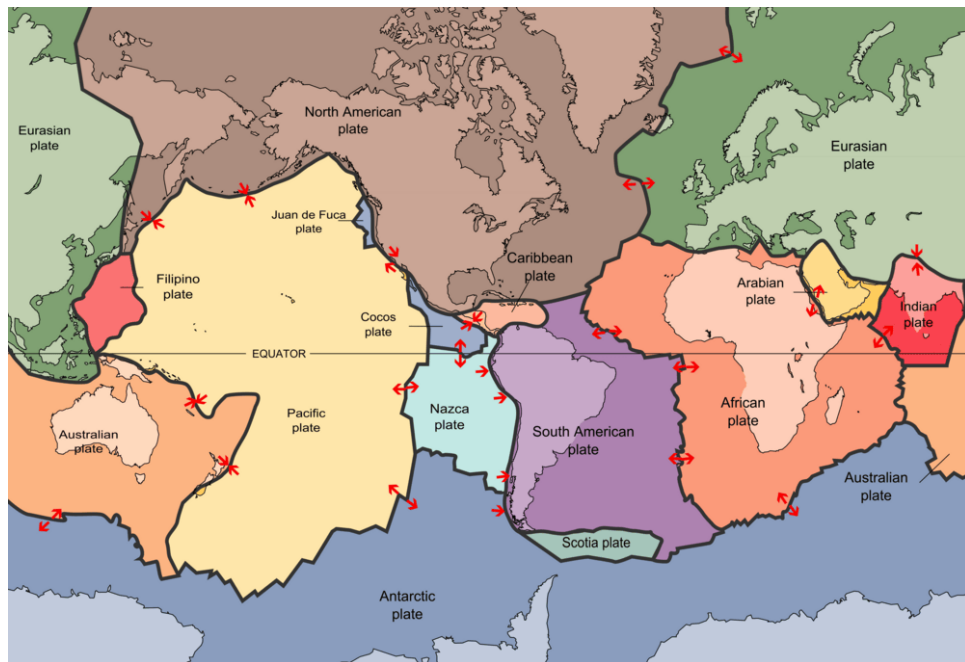 North American
plate
Eurasian
plate
Eurasian
plate
Juan de Fuca
plate
Caribbean
plate
Filipino
plate
Arabian
plate
Cocos
plate
Indian
plate
EQUATOR
Pacific
plate
Nazca
plate
African
plate
South American
plate
Australian
plate
Australian
plate
Scotia plate
Antarctic
plate